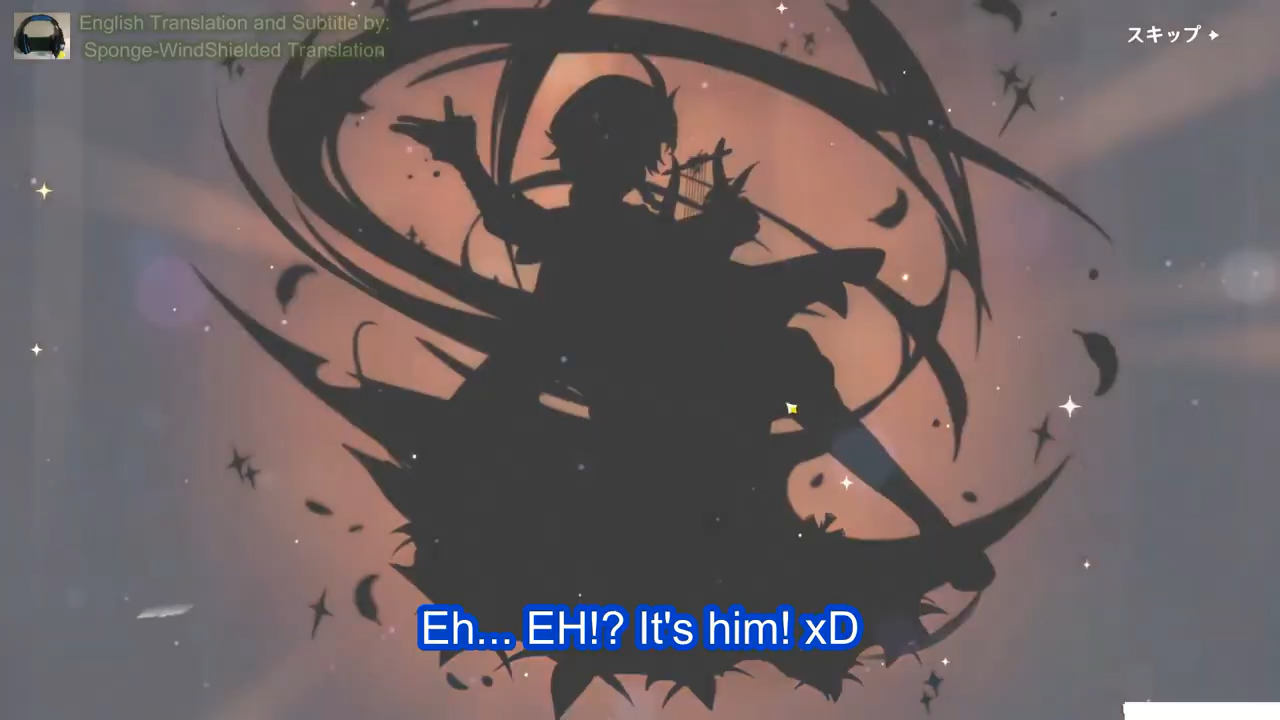 English Translation and Subtitle by:
Sponge-WindShielded Translation
スキップ
Eh... EH!? It's him! xD